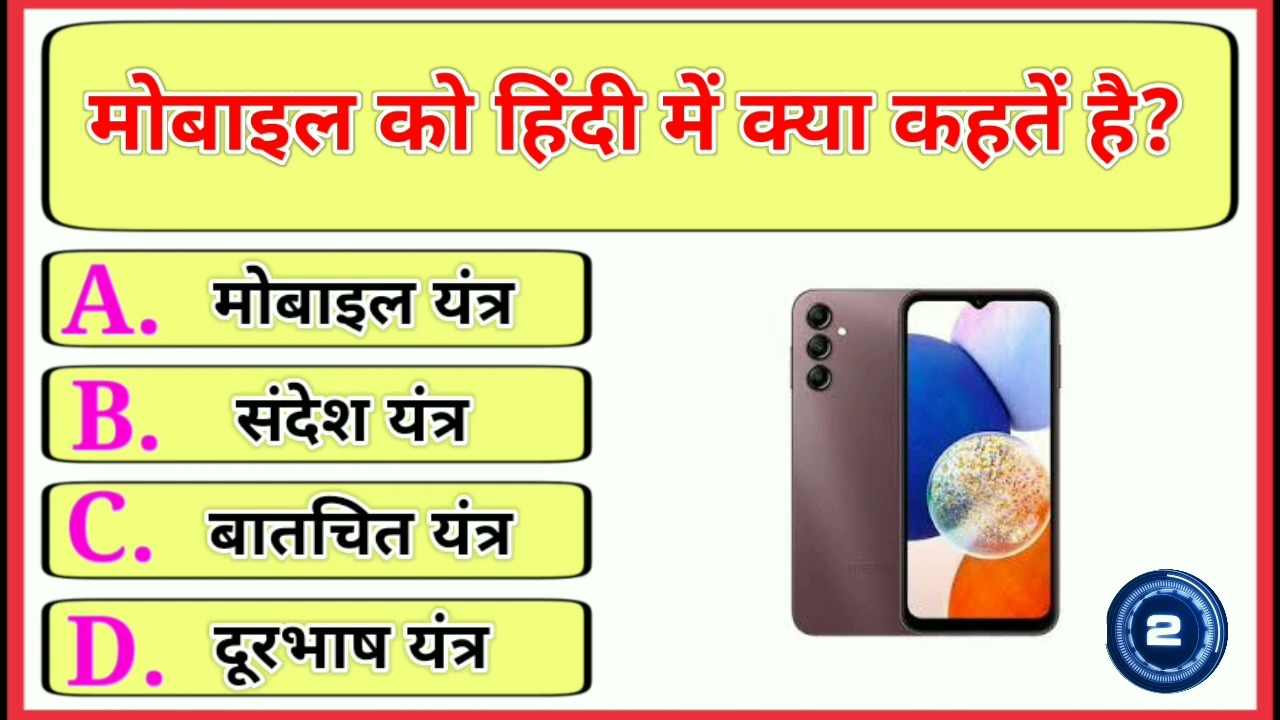 मोबाइल को हिंदी में क्या कहतें है?
A. मोबाइल यंत्र
B. संदेश यंत्र
C. बातचित यंत्र
D. दूरभाष यंत्र
2